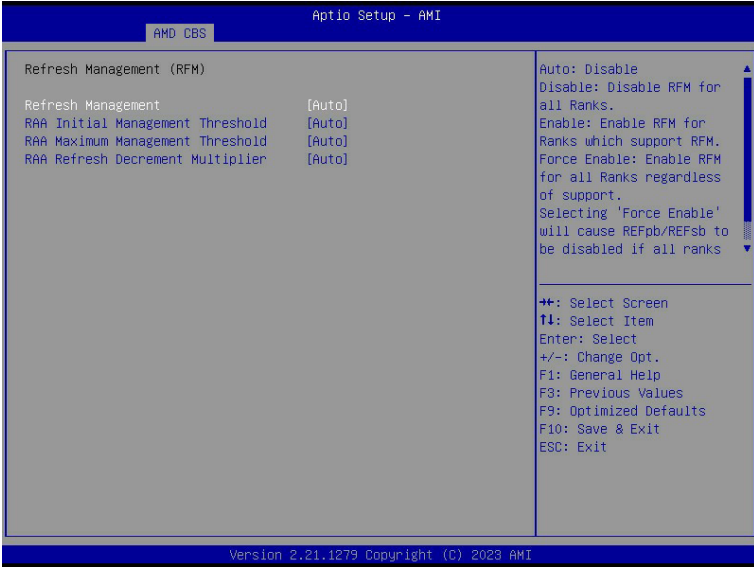 Aptio Setup – AMI
AMD CBS
Refresh Management (RFM)
Refresh Management [Auto]
RAA Initial Management Threshold [Auto]
RAA Maximum Management Threshold [Auto]
RAA Refresh Decrement Multiplier [Auto]
Auto: Disable
Disable: Disable RFM for
all Ranks.
Enable: Enable RFM for
Ranks which support RFM.
Force Enable: Enable RFM
for all Ranks regardless
of support.
Selecting 'Force Enable'
will cause REFpb/REFsb to
be disabled if all ranks
→←: Select Screen
↑↓: Select Item
Enter: Select
+/-: Change Opt.
F1: General Help
F3: Previous Values
F9: Optimized Defaults
F10: Save & Exit
ESC: Exit
Version 2.21.1279 Copyright (C) 2023 AMI